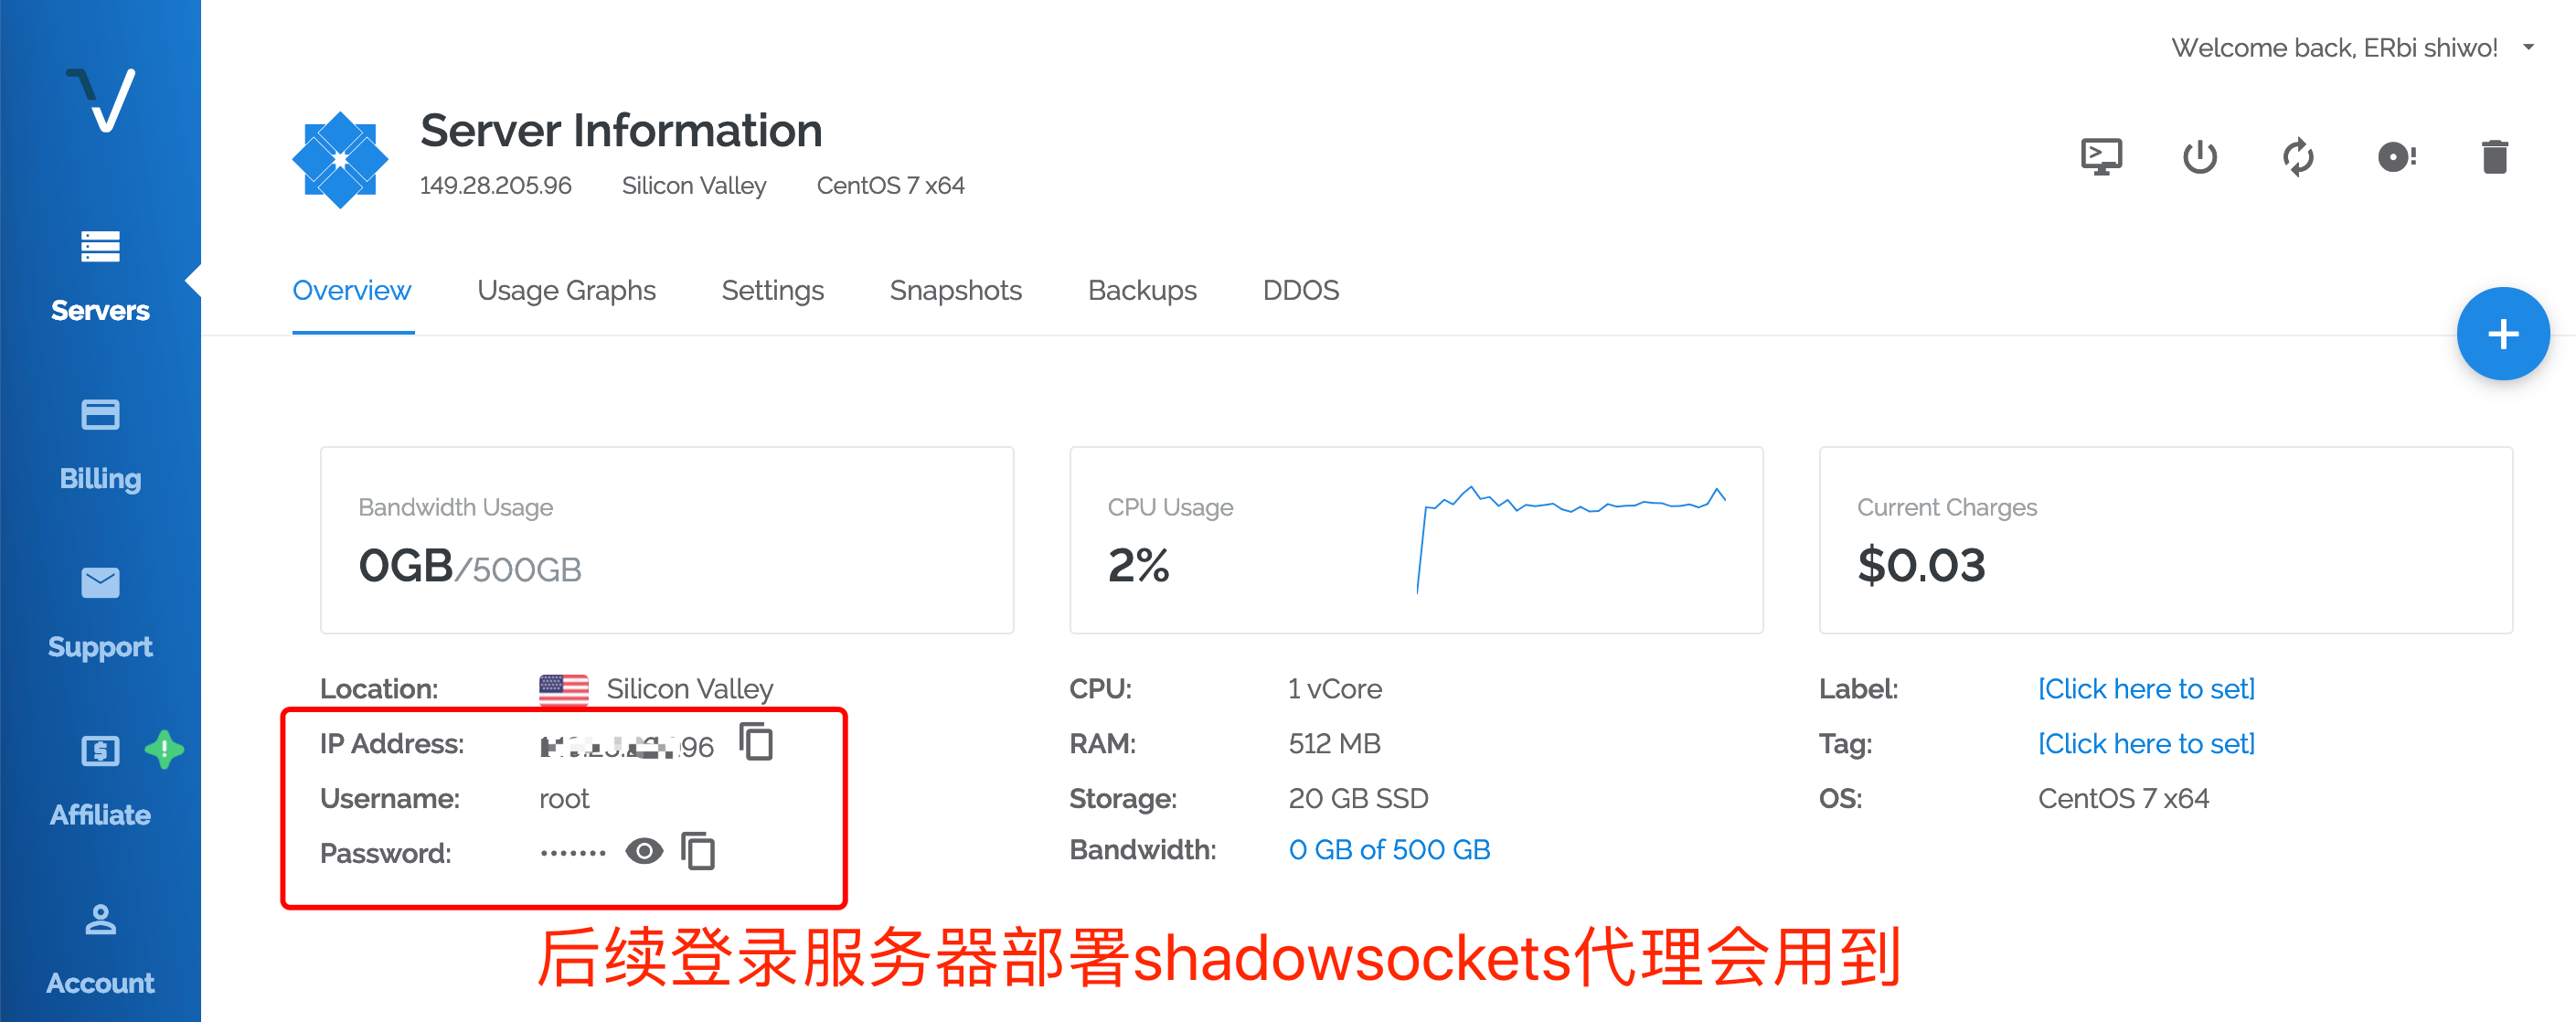 Welcome back, ERbi shiwo!
Server Information
149.28.205.96 Silicon Valley CentOS 7 x64
Servers
Overview Usage Graphs Settings Snapshots Backups DDOS
Billing
Bandwidth Usage
0GB/500GB
CPU Usage
2%
Current Charges
$0.03
Support
Location: Silicon Valley
IP Address: 96
Username: root
Password:
CPU: 1 vCore
RAM: 512 MB
Storage: 20 GB SSD
Bandwidth: 0 GB of 500 GB
Label: [Click here to set]
Tag: [Click here to set]
OS: CentOS 7 x64
Affiliate
Account
后续登录服务器部署shadowsockets代理会用到